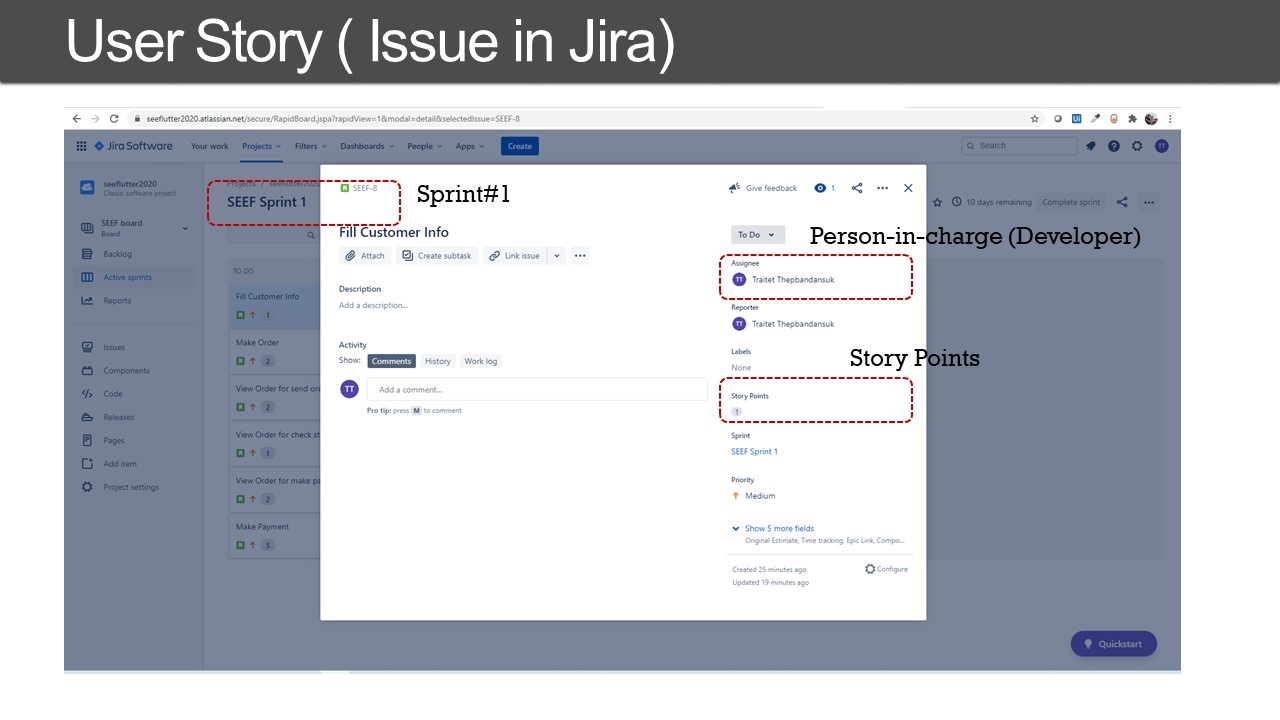 User Story ( Issue in Jira)
seeflutter2020.atlassian.net/secure/RapidBoard.jspa?rapidView=1&modal=detail&selectedIssue=SEEF-8
Jira Software Your work Projects Filters Dashboards People Apps Create Search TT
seeflutter2020
Classic software project
SEEF board
Board
Backlog
Active sprints
Reports
Issues
Components
Code
Releases
Pages
Add item
Project settings
Projects / seeflutter2020
SEEF Sprint 1
Sprint#1
10 days remaining Complete sprint
TO DO
Fill Customer Info
1
Make Order
2
View Order for send
2
View Order for check
1
View Order for make
2
Make Payment
5
SEEF-8
Give feedback 1
Fill Customer Info
Attach Create subtask Link issue
Description
Add a description...
Activity
Show: Comments History Work log
TT Add a comment...
Pro tip: press M to comment
To Do
Person-in-charge (Developer)
Assignee
TT Traitet Thepbandansuk
Reporter
TT Traitet Thepbandansuk
Labels
None
Story Points
Story Points
1
Sprint
SEEF Sprint 1
Priority
Medium
Show 5 more fields
Original Estimate, Time tracking, Epic Link, Compo...
Created 25 minutes ago Configure
Updated 19 minutes ago
Quickstart